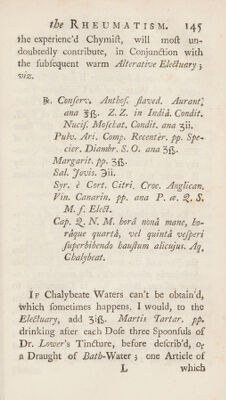 the RHEUMATISM. 145
the experienc'd Chymist, will most un-
doubtedly contribute, in Conjunction with
the subsequent warm Alterative Electuary;
viz.
℞. Conserv. Anthos. flaved. Aurant.
ana ℥ß. Z. Z. in Indiâ. Condit.
Nucis. Moschat. Condit. ana ʒii.
Pulv. Ari. Comp. Recenter. pp. Spe-
cier. Diambr. S. O. ana ʒß.
Margarit. pp. ʒß.
Sal. Jovis. ℈ii.
Syr. è Cort. Citri. Croc. Anglican.
Vin. Canarin. pp. ana P. æ. Q. S.
M. f. Elect.
Cap. Q. N. M. horâ nonâ mane, ho-
râque quartâ, vel quintâ vesperi
superbibendo haustum alicujus. Aq.
Chalybeat.
IF Chalybeate Waters can't be obtain'd,
which sometimes happens, I would, to the
Electuary, add ʒiß. Martis Tartar. pp.
drinking after each Dose three Spoonfuls of
Dr. Lower's Tincture, before describ'd, or
a Draught of Bath-Water; one Article of
L which